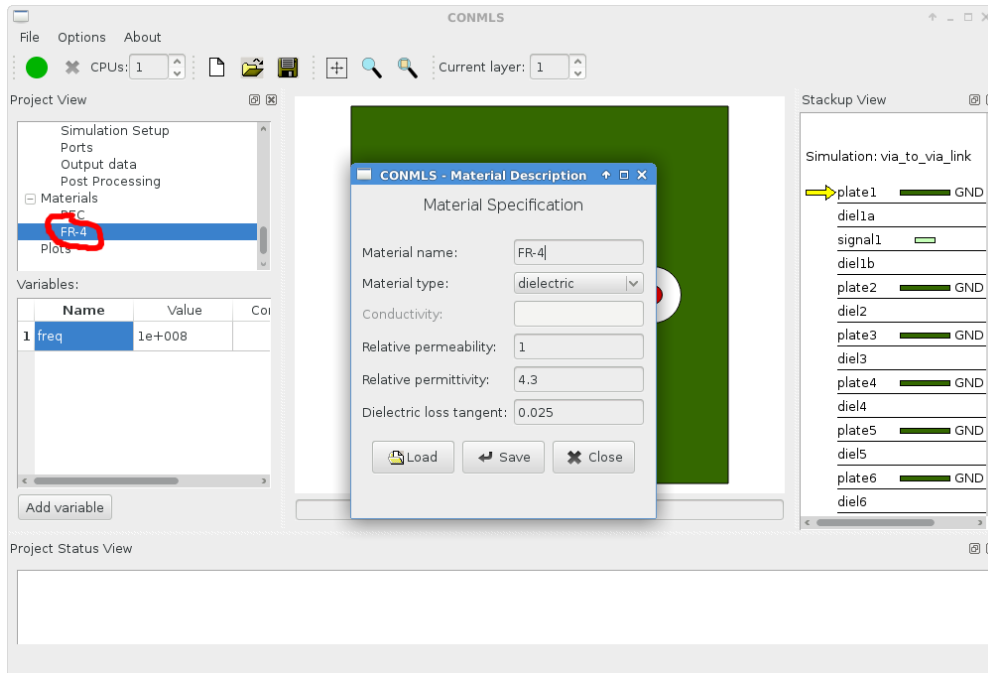 CONMLS
File Options About
CPUs: 1 Current layer: 1
Project View
Simulation Setup
Ports
Output data
Post Processing
Materials
FR-4
Plots
Variables:
Name Value
1 freq 1e+008
Add variable
CONMLS - Material Description
Material Specification
Material name: FR-4
Material type: dielectric
Conductivity:
Relative permeability: 1
Relative permittivity: 4.3
Dielectric loss tangent: 0.025
Load Save Close
Stackup View
Simulation: via_to_via_link
plate1 GND
diel1a
signal1
diel1b
plate2 GND
diel2
plate3 GND
diel3
plate4 GND
diel4
plate5 GND
diel5
plate6 GND
diel6
Project Status View